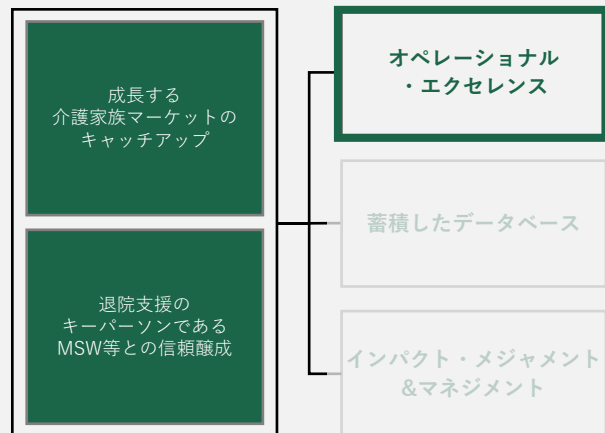 成長する
介護家族マーケットの
キャッチアップ
退院支援の
キーパーソンである
MSW等との信頼醸成
オペレーショナル
・エクセレンス
蓄積したデータベース
インパクト・メジャメント
&マネジメント